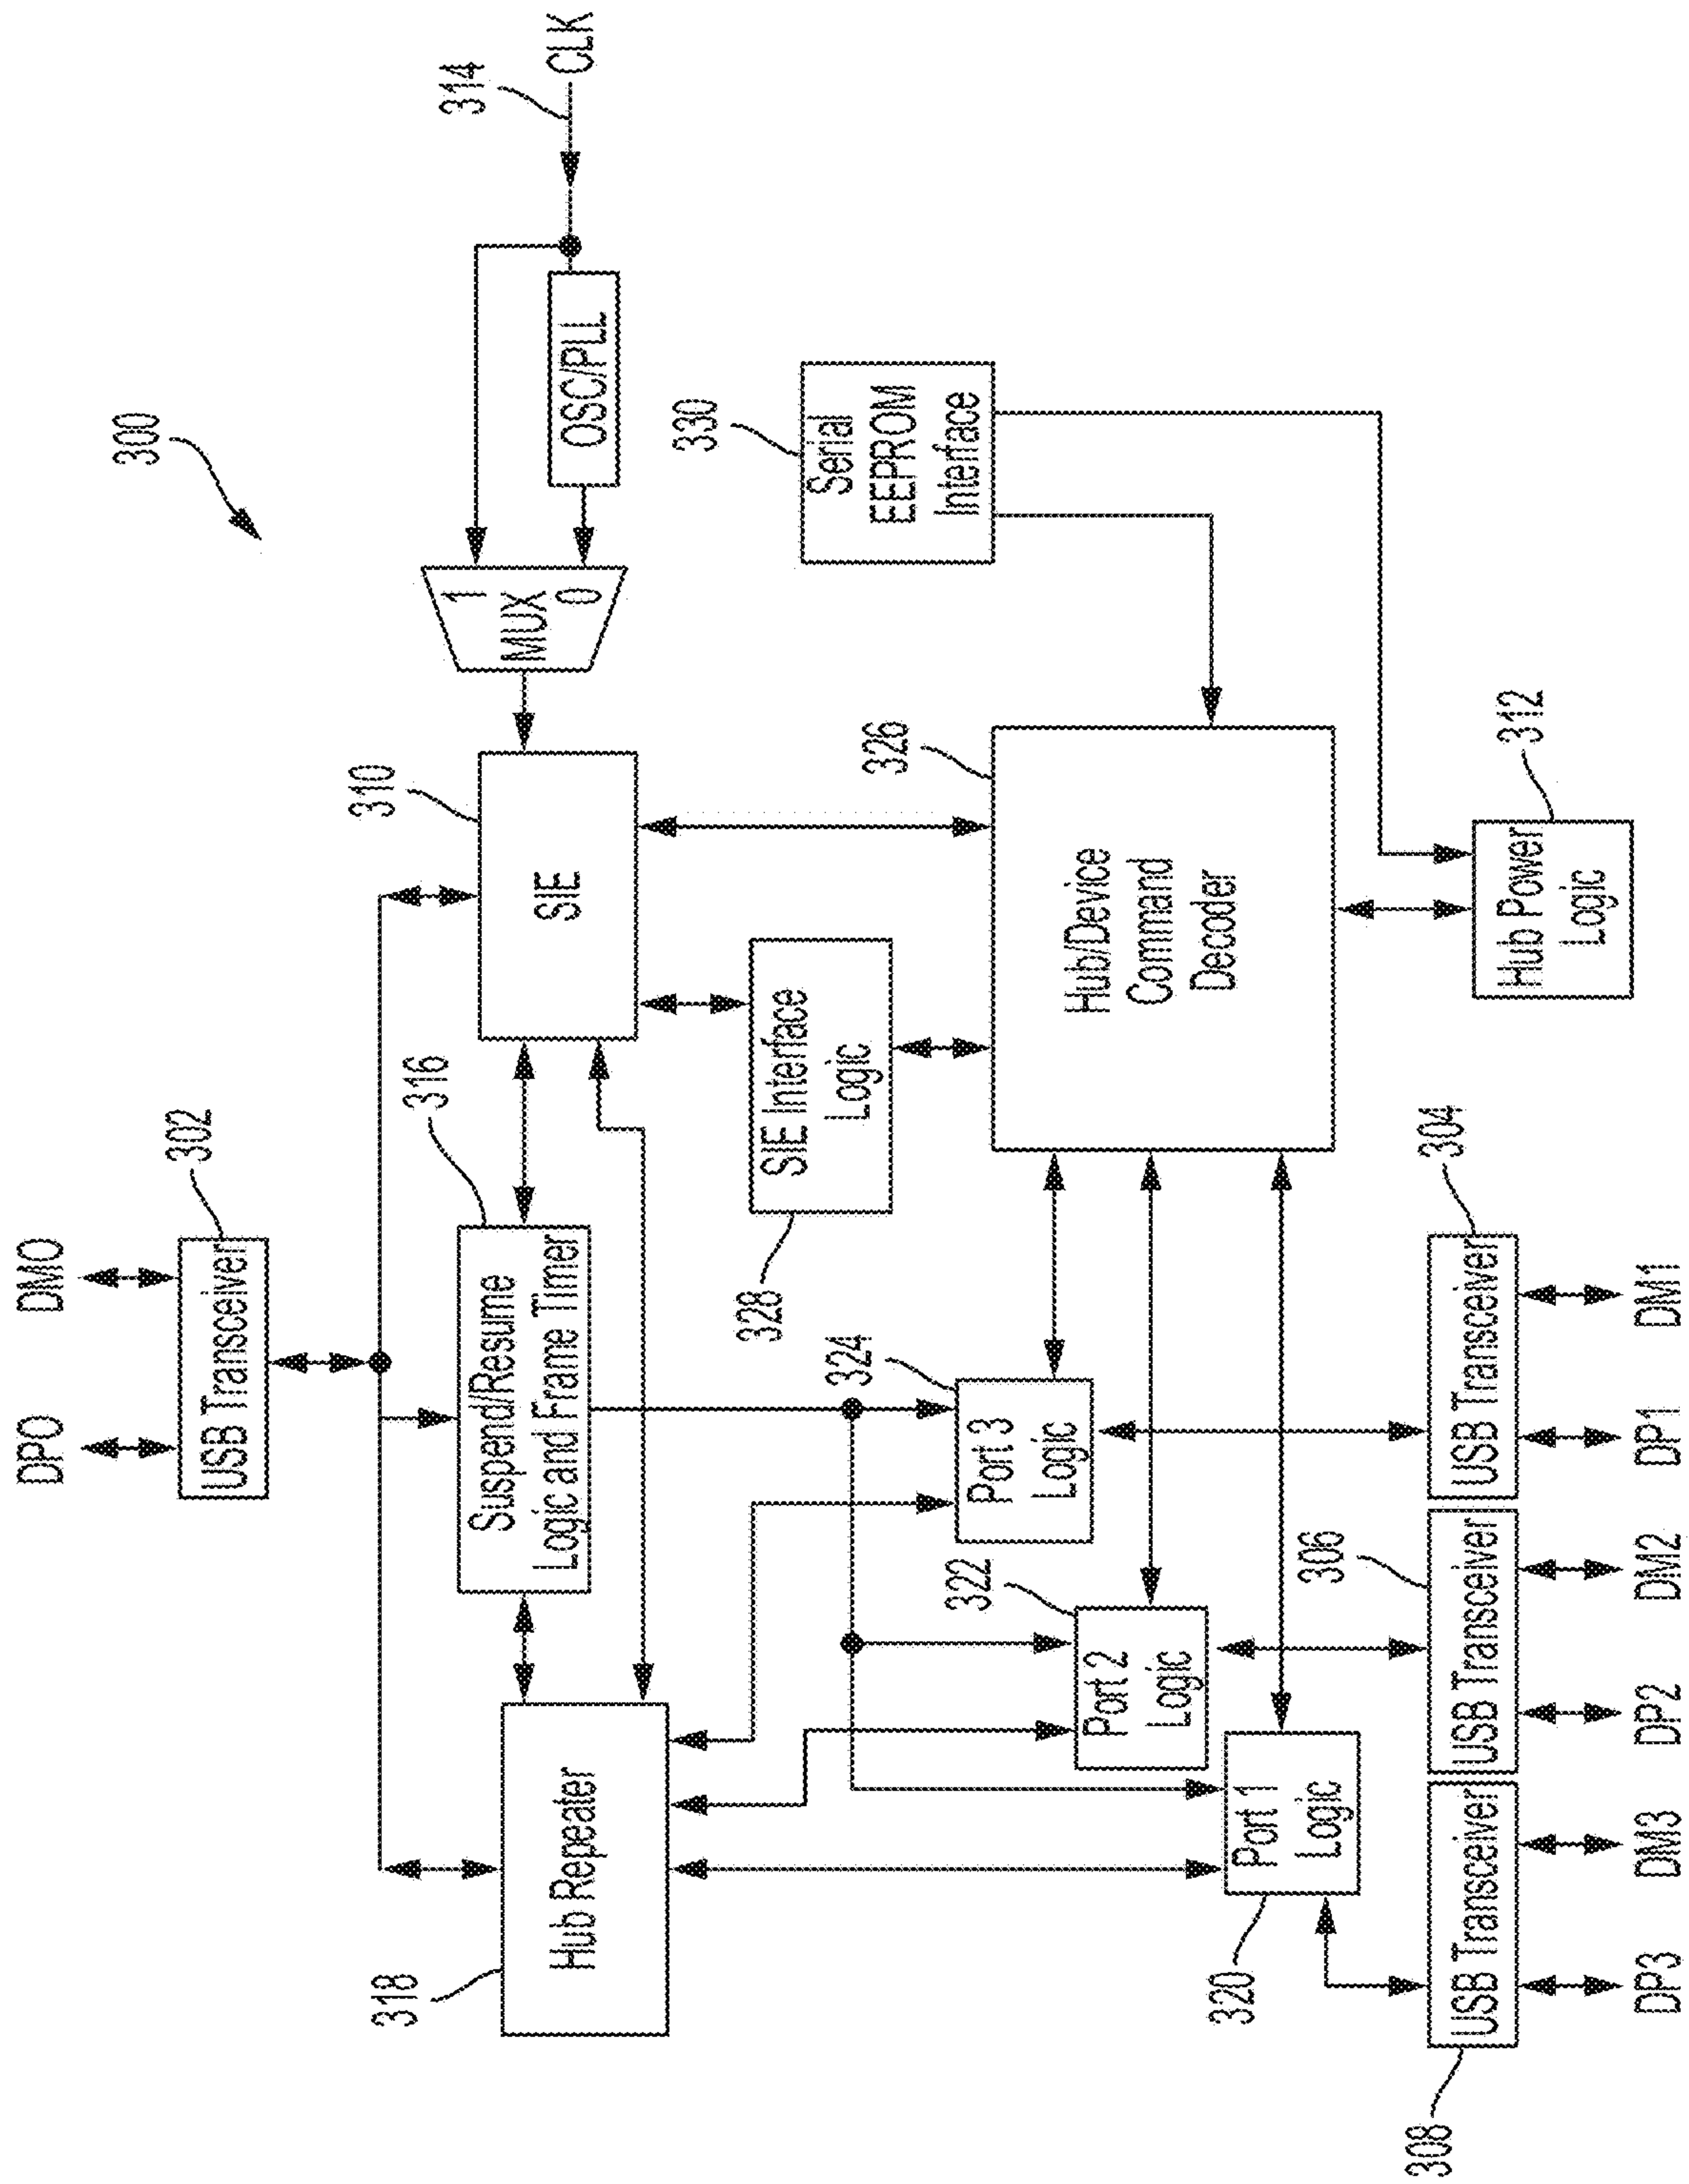 300
DPO
DMO
302
USB Transceiver
314
CLK
OSC/PLL
1
MUX
0
310
SIE
316
Suspend/Resume
Logic and Frame Timer
318
Hub Repeater
328
SIE Interface
Logic
330
Serial
EEPROM
Interface
326
Hub/Device
Command
Decoder
324
Port 3
Logic
322
Port 2
Logic
320
Port 1
Logic
312
Hub Power
Logic
308
USB Transceiver
306
USB Transceiver
304
USB Transceiver
DP3
DM3
DP2
DM2
DP1
DM1